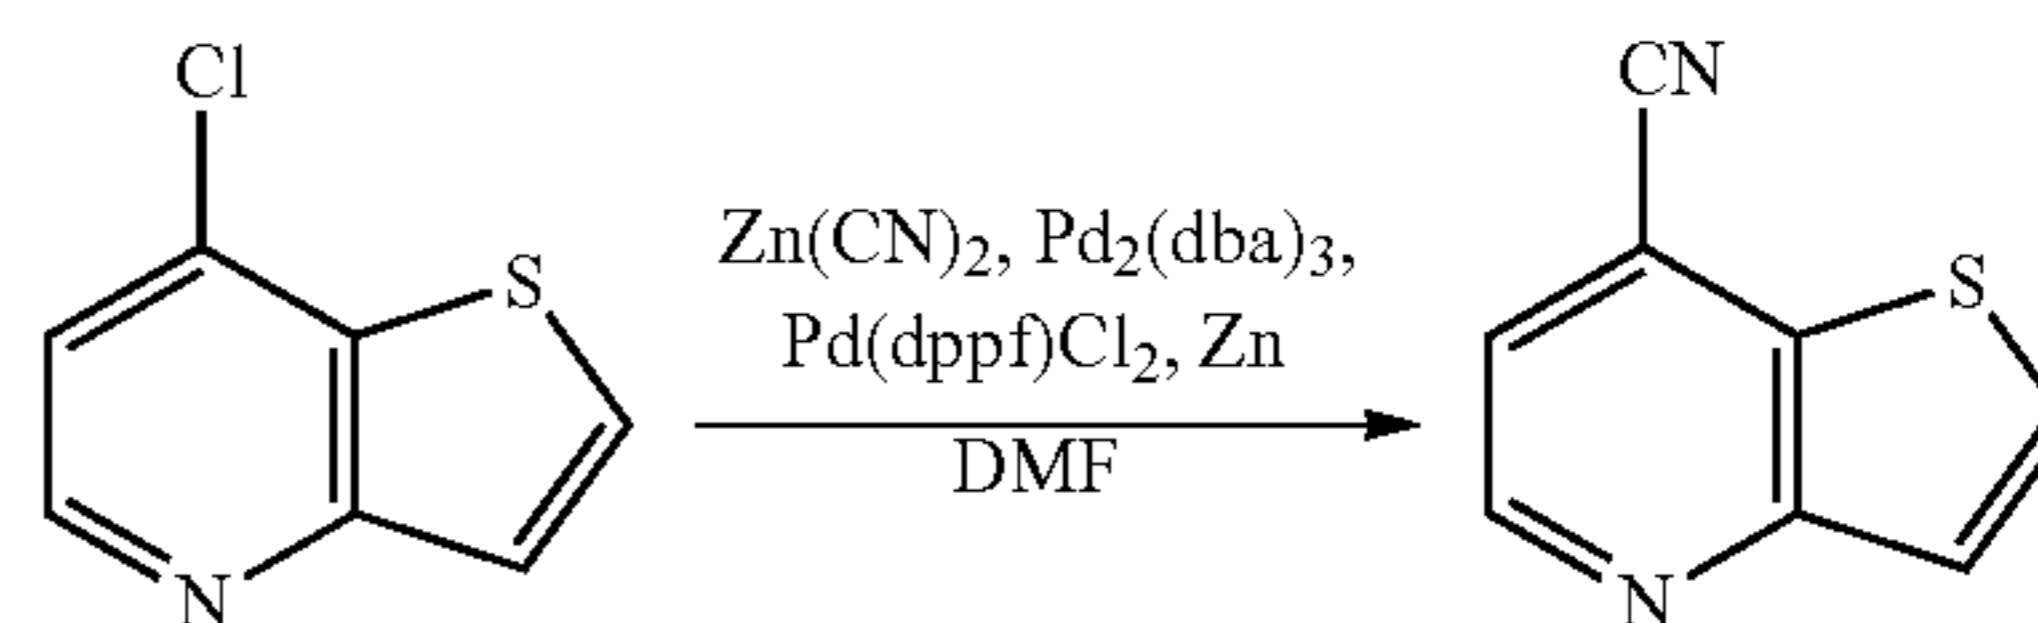 Cl
CN
S
S
Zn(CN)2, Pd2(dba)3,
Pd(dppf)Cl2, Zn
DMF
N
N